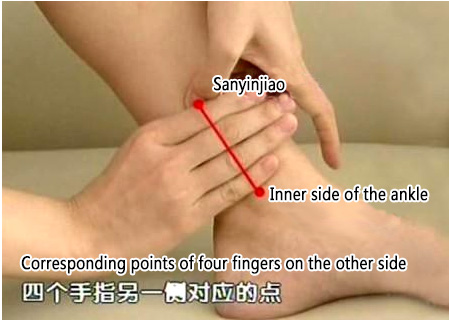 Sanyinjiao
Inner side of the ankle
Corresponding points of four fingers on the other side
四个手指另一侧对应的点